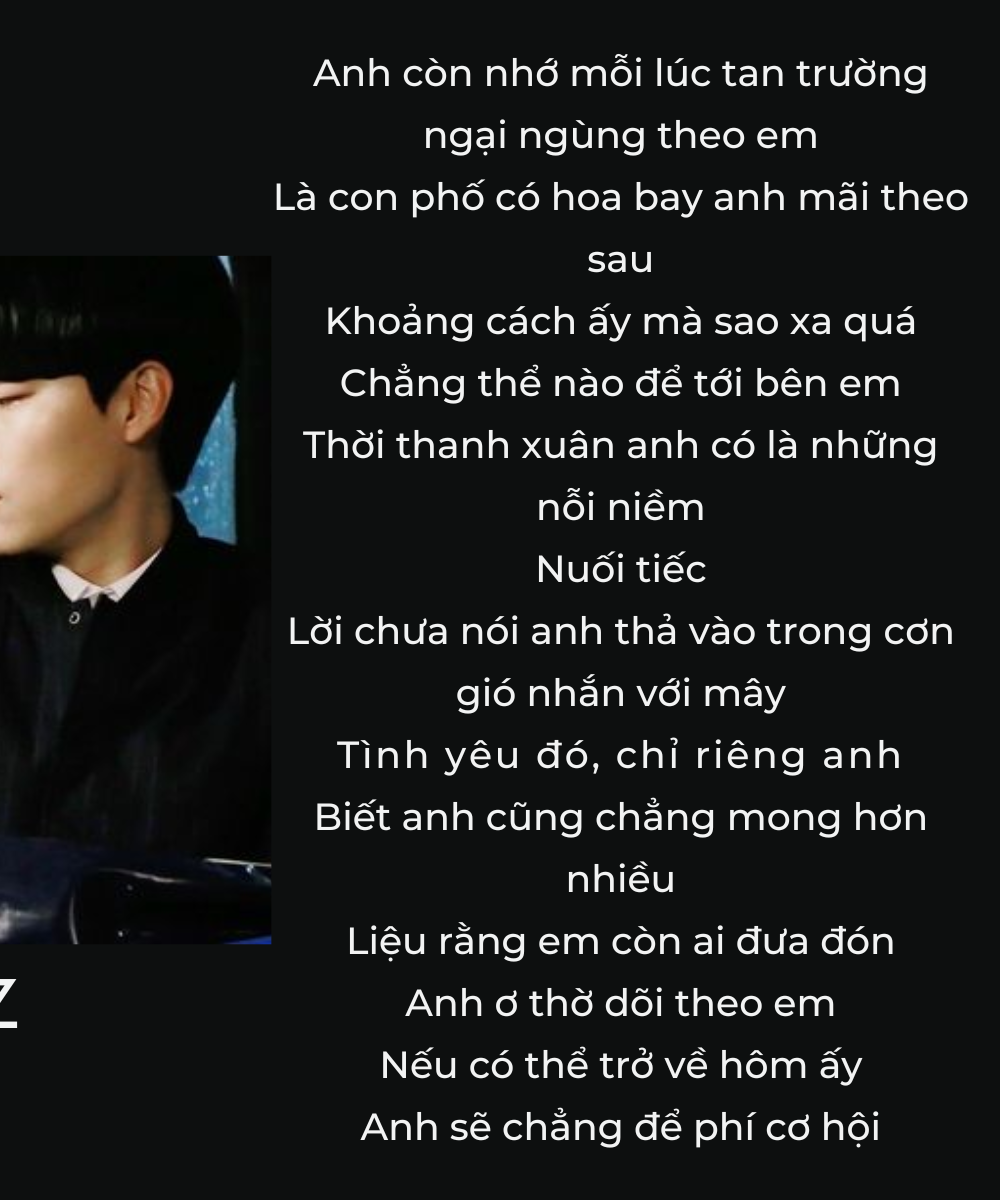 Anh còn nhớ mỗi lúc tan trường
ngại ngùng theo em
Là con phố có hoa bay anh mãi theo
sau
Khoảng cách ấy mà sao xa quá
Chẳng thể nào để tới bên em
Thời thanh xuân anh có là những
nỗi niềm
Nuối tiếc
Lời chưa nói anh thả vào trong cơn
gió nhắn với mây
Tình yêu đó, chỉ riêng anh
Biết anh cũng chẳng mong hơn
nhiều
Liệu rằng em còn ai đưa đón
Anh ơ thờ dõi theo em
Nếu có thể trở về hôm ấy
Anh sẽ chẳng để phí cơ hội
Z